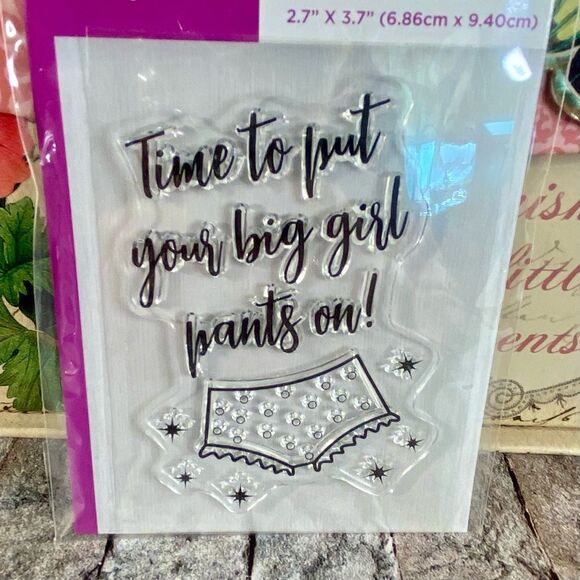 2.7" X 3.7" (6.86cm x 9.40cm)
Time to put
your big girl
pants on!